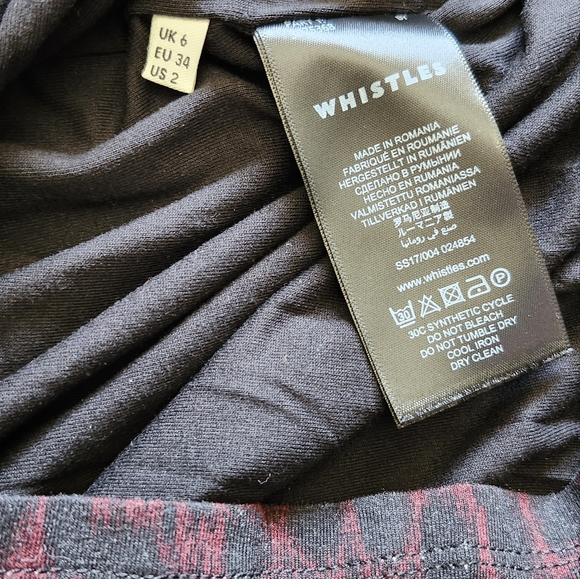 UK 6
EU 34
US 2
WHISTLES
MADE IN ROMANIA
FABRIQUÉ EN ROUMANIE
HERGESTELLT IN RUMÄNIEN
СДЕЛАНО В РУМЫНИИ
HECHO EN RUMANIA
VALMISTETTU ROMANIASSA
TILLVERKAD I RUMÄNIEN
罗马尼亚制造
ルーマニア製
صنع في رومانيا
SS17/004 024854
www.whistles.com
30
P
30C SYNTHETIC CYCLE
DO NOT BLEACH
DO NOT TUMBLE DRY
COOL IRON
DRY CLEAN